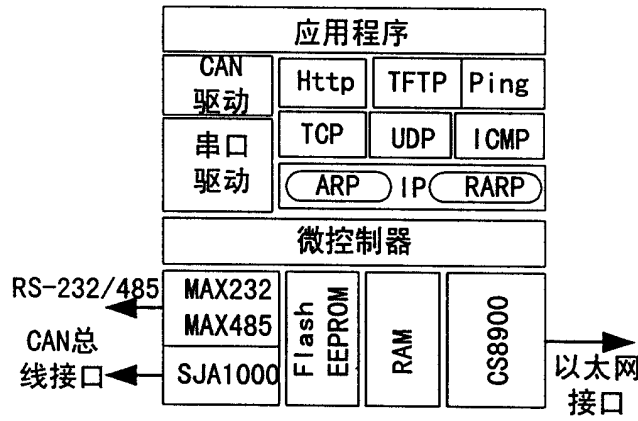 应用程序
CAN
驱动
Http
TFTP
Ping
串口
驱动
TCP
UDP
ICMP
ARP
IP
RARP
微控制器
RS-232/485
MAX232
MAX485
CAN总
线接口
SJA1000
Flash
EEPROM
RAM
CS8900
以太网
接口